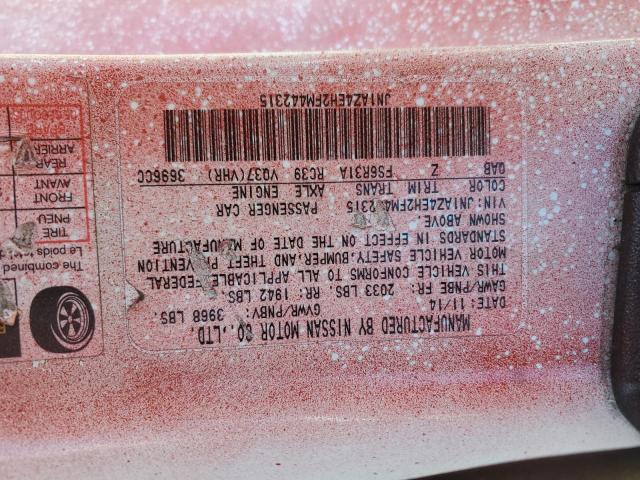 MANUFACTURED BY NISSAN MOTOR CO.,LTD.
DATE: 11/14 GVWR/PNBV: 3968 LBS.
GAWR/PNBE FR: 2033 LBS. RR: 1942 LBS.
THIS VEHICLE CONFORMS TO ALL APPLICABLE FEDERAL
MOTOR VEHICLE SAFETY,BUMPER,AND THEFT PREVENTION
STANDARDS IN EFFECT ON THE DATE OF MANUFACTURE
SHOWN ABOVE
VIN: JN1AZ4EH2FM442315 PASSENGER CAR
COLOR TRIM TRANS AXLE ENGINE
QAB Z FS6R31A RC39 VQ37(VHR) 3696CC
JN1AZ4EH2FM442315
The combined
Le poids total
TIRE
PNEU
FRONT
AVANT
REAR
ARRIÈRE